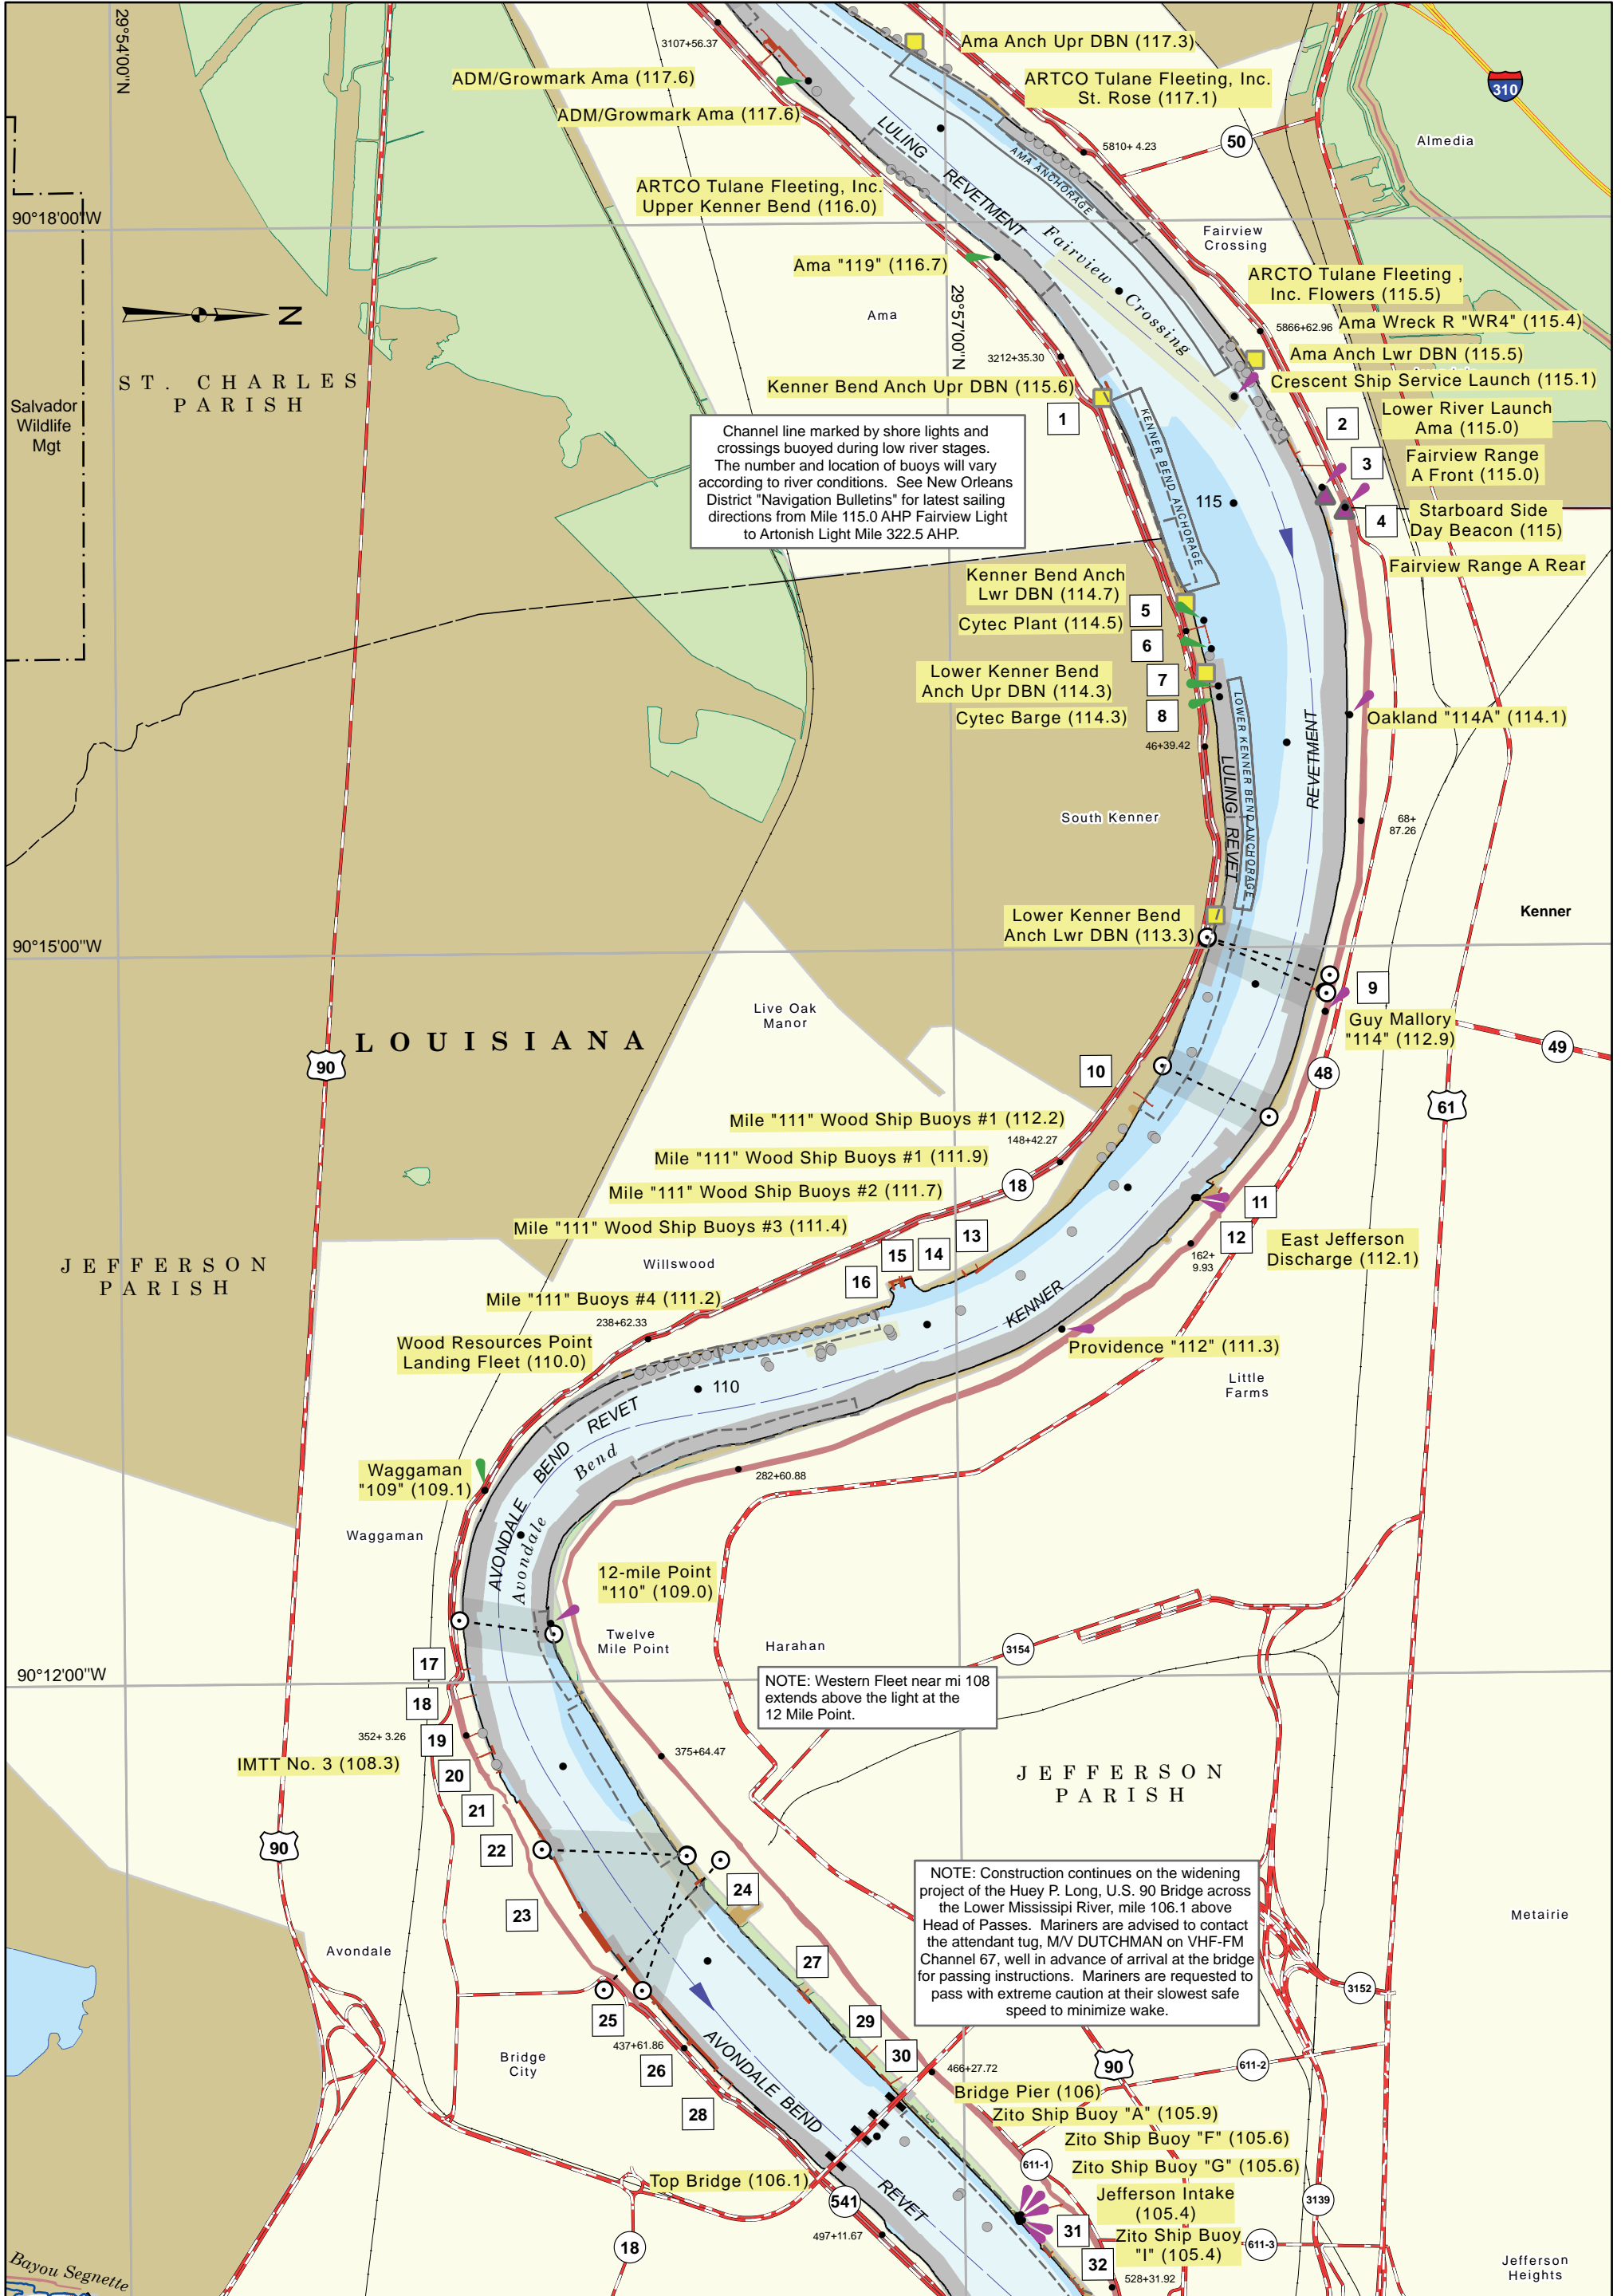 29°54'00"N
3107+56.37
Ama Anch Upr DBN (117.3)
ADM/Growmark Ama (117.6)
ARTCO Tulane Fleeting, Inc.
St. Rose (117.1)
310
ADM/Growmark Ama (117.6)
LULING
REVETMENT
AMA ANCHORAGE
5810+ 4.23
50
Almedia
ARTCO Tulane Fleeting, Inc.
Upper Kenner Bend (116.0)
90°18'00"W
Fairview
Crossing
Fairview
Crossing
Ama "119" (116.7)
ARCTO Tulane Fleeting ,
Inc. Flowers (115.5)
N
29°57'00"N
Ama
5866+62.96
Ama Wreck R "WR4" (115.4)
3212+35.30
Ama Anch Lwr DBN (115.5)
ST. CHARLES
PARISH
Kenner Bend Anch Upr DBN (115.6)
Crescent Ship Service Launch (115.1)
Salvador
Wildlife
Mgt
1
KENNER BEND ANCHORAGE
2
Lower River Launch
Ama (115.0)
Channel line marked by shore lights and
crossings buoyed during low river stages.
The number and location of buoys will vary
according to river conditions. See New Orleans
District "Navigation Bulletins" for latest sailing
directions from Mile 115.0 AHP Fairview Light
to Artonish Light Mile 322.5 AHP.
3
Fairview Range
A Front (115.0)
115
4
Starboard Side
Day Beacon (115)
Fairview Range A Rear
Kenner Bend Anch
Lwr DBN (114.7)
5
Cytec Plant (114.5)
6
Lower Kenner Bend
Anch Upr DBN (114.3)
7
Cytec Barge (114.3)
8
Oakland "114A" (114.1)
46+39.42
LULING REVET
LOWER KENNER BEND ANCHORAGE
REVETMENT
South Kenner
68+
87.26
Lower Kenner Bend
Anch Lwr DBN (113.3)
Kenner
90°15'00"W
9
Live Oak
Manor
Guy Mallory
"114" (112.9)
LOUISIANA
49
90
10
48
61
Mile "111" Wood Ship Buoys #1 (112.2)
148+42.27
Mile "111" Wood Ship Buoys #1 (111.9)
18
Mile "111" Wood Ship Buoys #2 (111.7)
11
Mile "111" Wood Ship Buoys #3 (111.4)
13
12
East Jefferson
Discharge (112.1)
14
15
162+
9.93
JEFFERSON
PARISH
Willswood
16
Mile "111" Buoys #4 (111.2)
KENNER
238+62.33
Wood Resources Point
Landing Fleet (110.0)
Providence "112" (111.3)
110
Little
Farms
AVONDALE BEND REVET
Avondale Bend
Waggaman
"109" (109.1)
282+60.88
Waggaman
12-mile Point
"110" (109.0)
Twelve
Mile Point
Harahan
3154
17
90°12'00"W
NOTE: Western Fleet near mi 108
extends above the light at the
12 Mile Point.
18
352+ 3.26
19
375+64.47
IMTT No. 3 (108.3)
20
JEFFERSON
PARISH
21
90
22
NOTE: Construction continues on the widening
project of the Huey P. Long, U.S. 90 Bridge across
the Lower Mississipi River, mile 106.1 above
Head of Passes. Mariners are advised to contact
the attendant tug, M/V DUTCHMAN on VHF-FM
Channel 67, well in advance of arrival at the bridge
for passing instructions. Mariners are requested to
pass with extreme caution at their slowest safe
speed to minimize wake.
24
23
Metairie
Avondale
27
3152
25
29
437+61.86
AVONDALE BEND
REVET
Bridge
City
26
30
466+27.72
90
611-2
Bridge Pier (106)
28
Zito Ship Buoy "A" (105.9)
Zito Ship Buoy "F" (105.6)
611-1
Zito Ship Buoy "G" (105.6)
Top Bridge (106.1)
541
Jefferson Intake
(105.4)
3139
31
Zito Ship Buoy
"I" (105.4)
611-3
497+11.67
18
32
528+31.92
Bayou Segnette
Jefferson
Heights